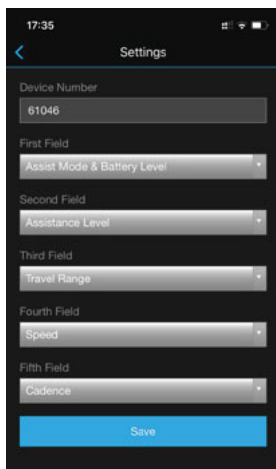 17:35
Settings
Device Number
61046
First Field
Assist Mode & Battery Level
Second Field
Assistance Level
Third Field
Travel Range
Fourth Field
Speed
Fifth Field
Cadence
Save